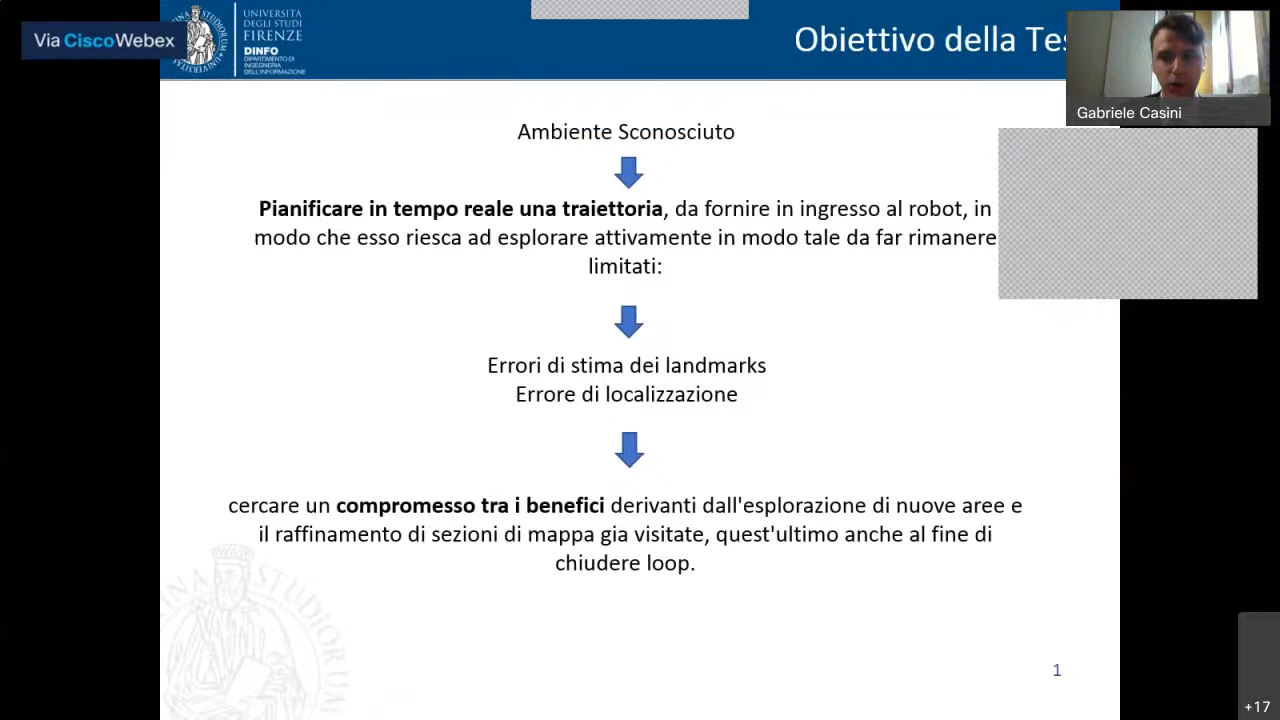 Via Cisco Webex
UNIVERSITÀ
DEGLI STUDI
FIRENZE
DINFO
DIPARTIMENTO DI
INGEGNERIA
DELL'INFORMAZIONE
Obiettivo della Tes
Gabriele Casini
Ambiente Sconosciuto
Pianificare in tempo reale una traiettoria, da fornire in ingresso al robot, in
modo che esso riesca ad esplorare attivamente in modo tale da far rimanere
limitati:
Errori di stima dei landmarks
Errore di localizzazione
cercare un compromesso tra i benefici derivanti dall'esplorazione di nuove aree e
il raffinamento di sezioni di mappa gia visitate, quest'ultimo anche al fine di
chiudere loop.
1
+17